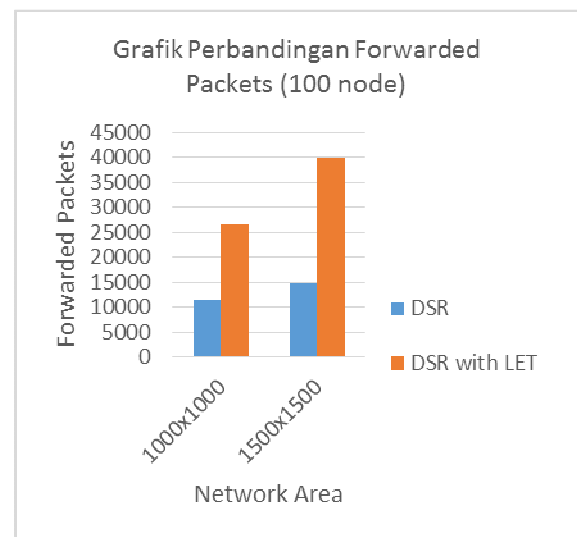 Grafik Perbandingan Forwarded
Packets (100 node)
Forwarded Packets
45000
40000
35000
30000
25000
20000
15000
10000
5000
0
1000x1000
1500x1500
Network Area
DSR
DSR with LET